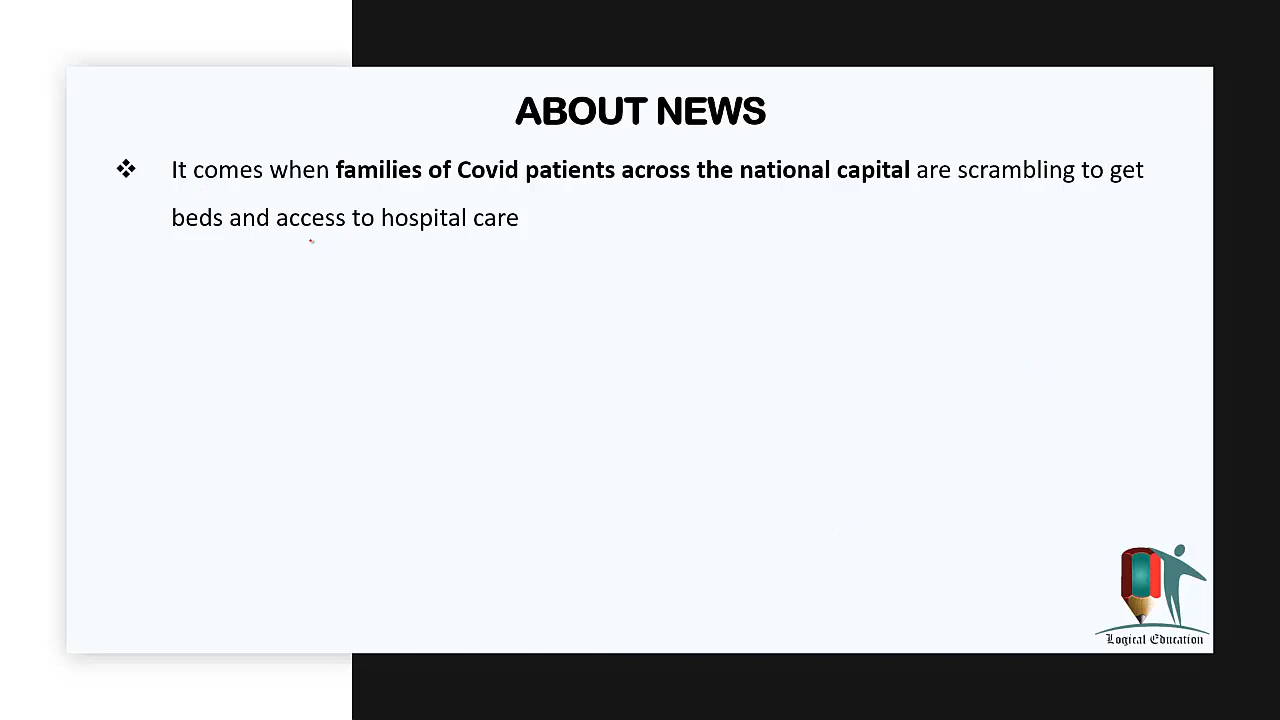 ABOUT NEWS
❖ It comes when families of Covid patients across the national capital are scrambling to get
beds and access to hospital care
Logical Education